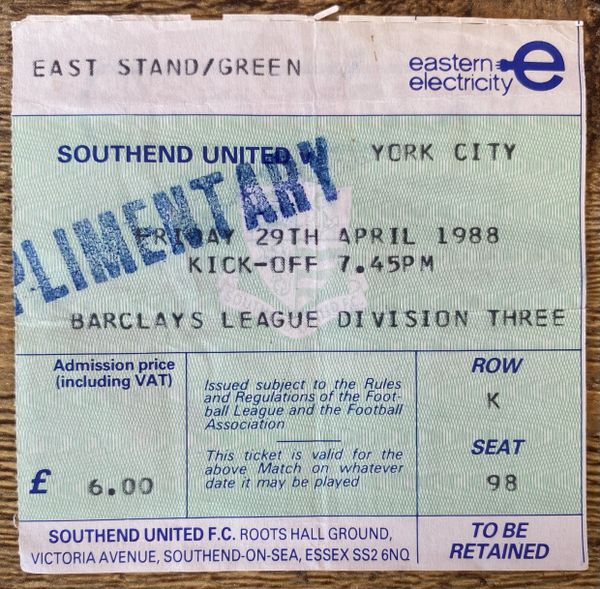 EAST STAND/GREEN
eastern
electricity
SOUTHEND UNITED v YORK CITY
PLIMENTARY
FRIDAY 29TH APRIL 1988
KICK-OFF 7.45PM
BARCLAYS LEAGUE DIVISION THREE
Admission price
(including VAT)
£ 6.00
Issued subject to the Rules
and Regulations of the Foot-
ball League and the Football
Association
This ticket is valid for the
above Match on whatever
date it may be played
ROW
K
SEAT
98
SOUTHEND UNITED F.C. ROOTS HALL GROUND,
VICTORIA AVENUE, SOUTHEND-ON-SEA, ESSEX SS2 6NQ
TO BE
RETAINED